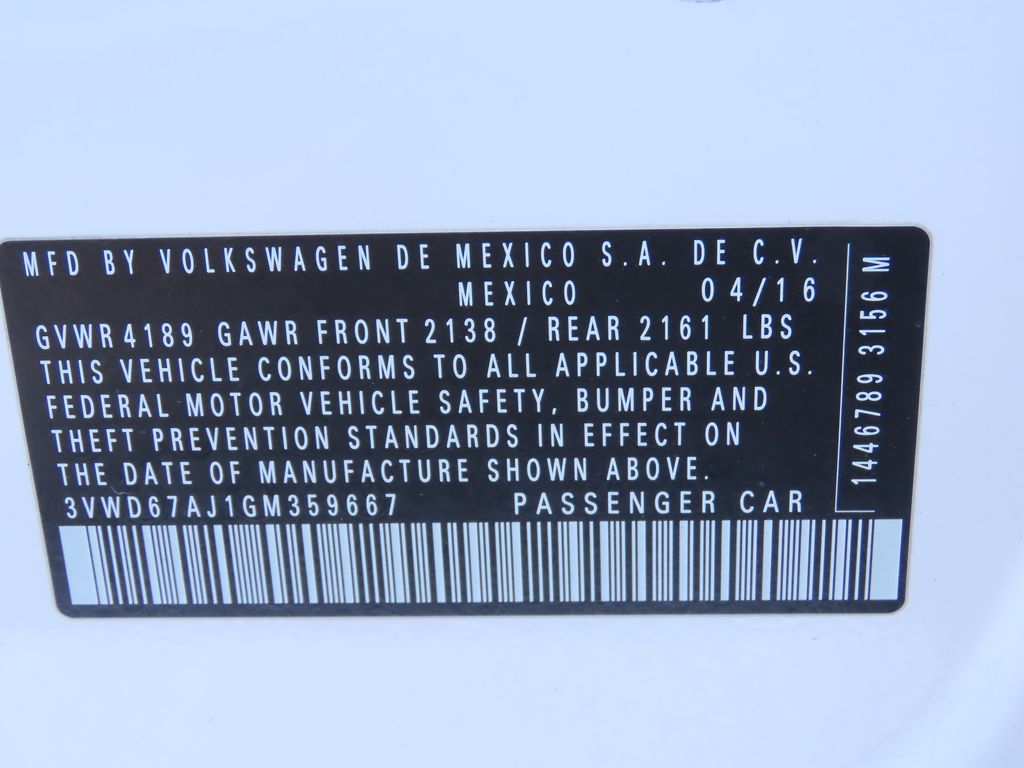 MFD BY VOLKSWAGEN DE MEXICO S.A. DE C.V.
MEXICO 04/16
GVWR 4189 GAWR FRONT 2138 / REAR 2161 LBS
THIS VEHICLE CONFORMS TO ALL APPLICABLE U.S.
FEDERAL MOTOR VEHICLE SAFETY, BUMPER AND
THEFT PREVENTION STANDARDS IN EFFECT ON
THE DATE OF MANUFACTURE SHOWN ABOVE.
3VWD67AJ1GM359667 PASSENGER CAR
1446789 3156 M